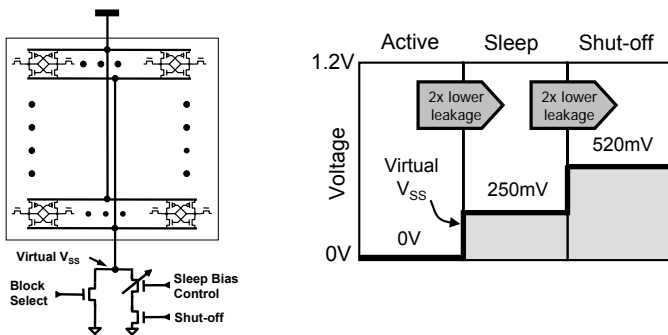 Virtual VSS
Block
Select
Sleep Bias
Control
Shut-off
Active
Sleep
Shut-off
1.2V
2x lower
leakage
2x lower
leakage
520mV
Voltage
Virtual
VSS
250mV
0V
0V